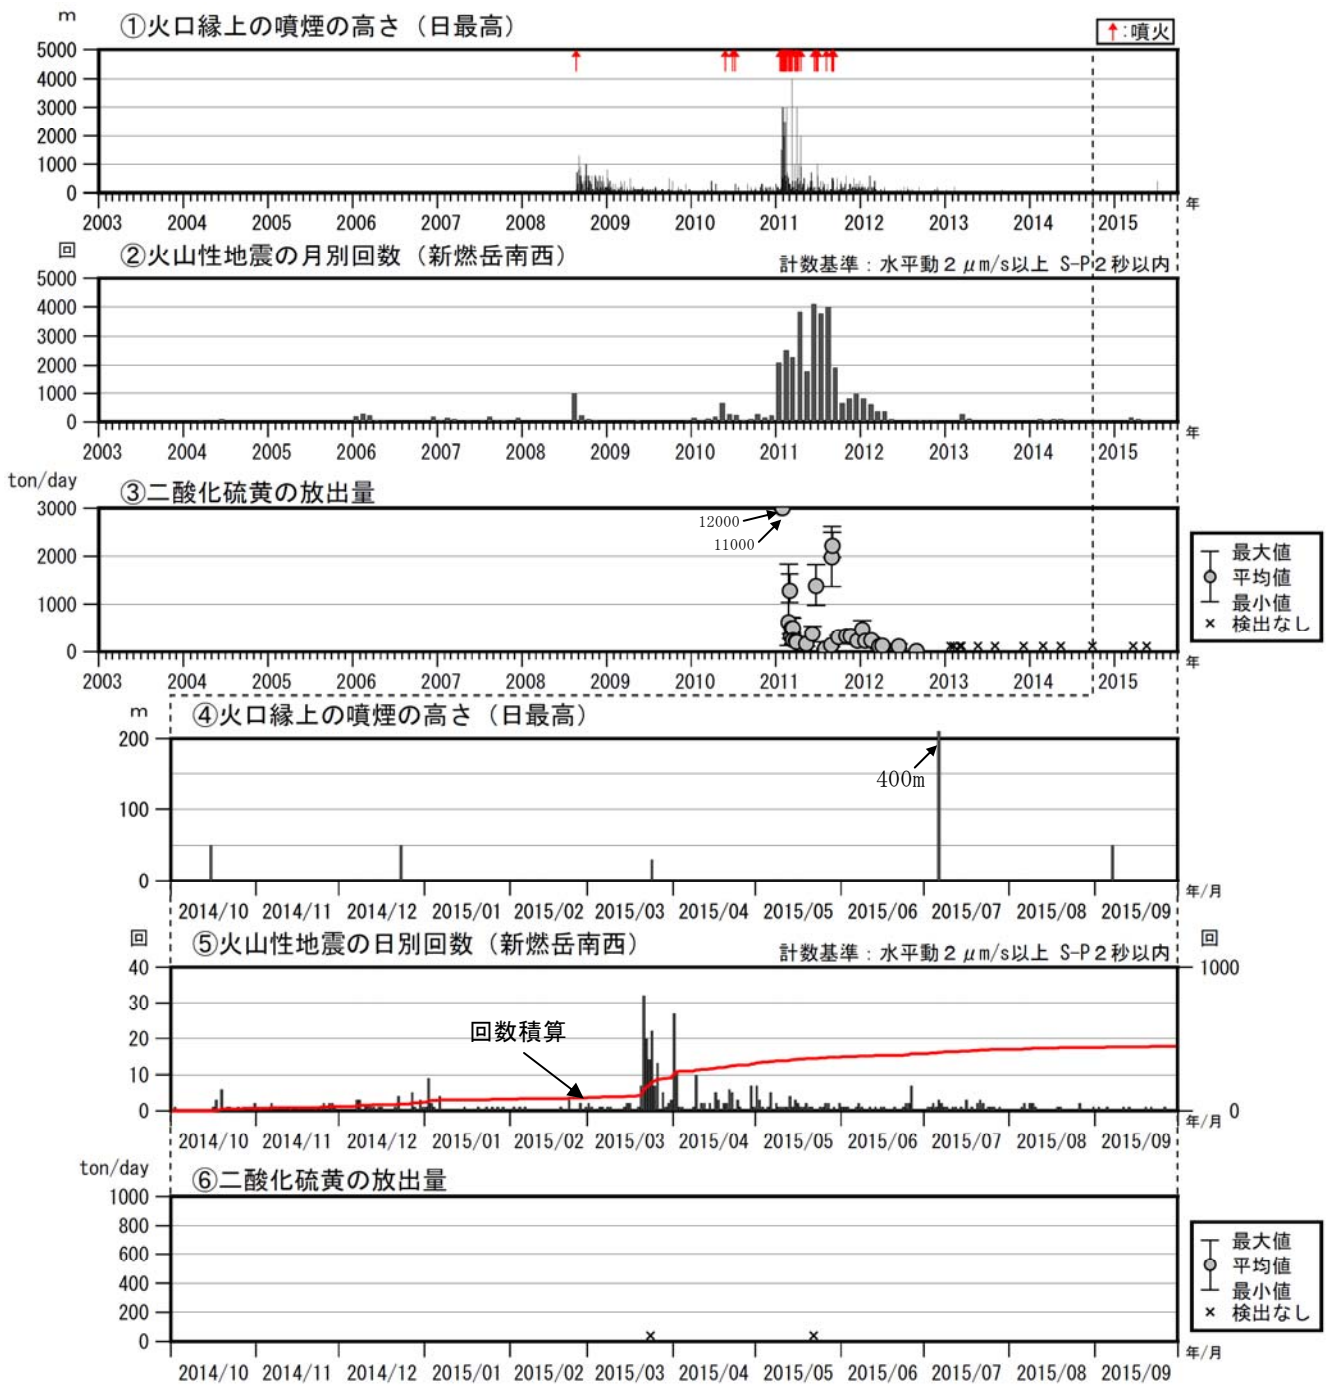 m
①火口縁上の噴煙の高さ（日最高）
↑:噴火
5000
4000
3000
2000
1000
0
2003 2004 2005 2006 2007 2008 2009 2010 2011 2012 2013 2014 2015
年
回
②火山性地震の月別回数（新燃岳南西）
計数基準：水平動２μm/s以上 S-P２秒以内
5000
4000
3000
2000
1000
0
2003 2004 2005 2006 2007 2008 2009 2010 2011 2012 2013 2014 2015
年
ton/day
③二酸化硫黄の放出量
3000
2000
1000
0
12000
11000
最大値
平均値
最小値
× 検出なし
2003 2004 2005 2006 2007 2008 2009 2010 2011 2012 2013 2014 2015
年
m
④火口縁上の噴煙の高さ（日最高）
200
100
0
400m
2014/10 2014/11 2014/12 2015/01 2015/02 2015/03 2015/04 2015/05 2015/06 2015/07 2015/08 2015/09
年/月
回
⑤火山性地震の日別回数（新燃岳南西）
計数基準：水平動２μm/s以上 S-P２秒以内
回
40
30
20
10
0
回数積算
1000
0
2014/10 2014/11 2014/12 2015/01 2015/02 2015/03 2015/04 2015/05 2015/06 2015/07 2015/08 2015/09
年/月
ton/day
⑥二酸化硫黄の放出量
1000
800
600
400
200
0
最大値
平均値
最小値
× 検出なし
2014/10 2014/11 2014/12 2015/01 2015/02 2015/03 2015/04 2015/05 2015/06 2015/07 2015/08 2015/09
年/月